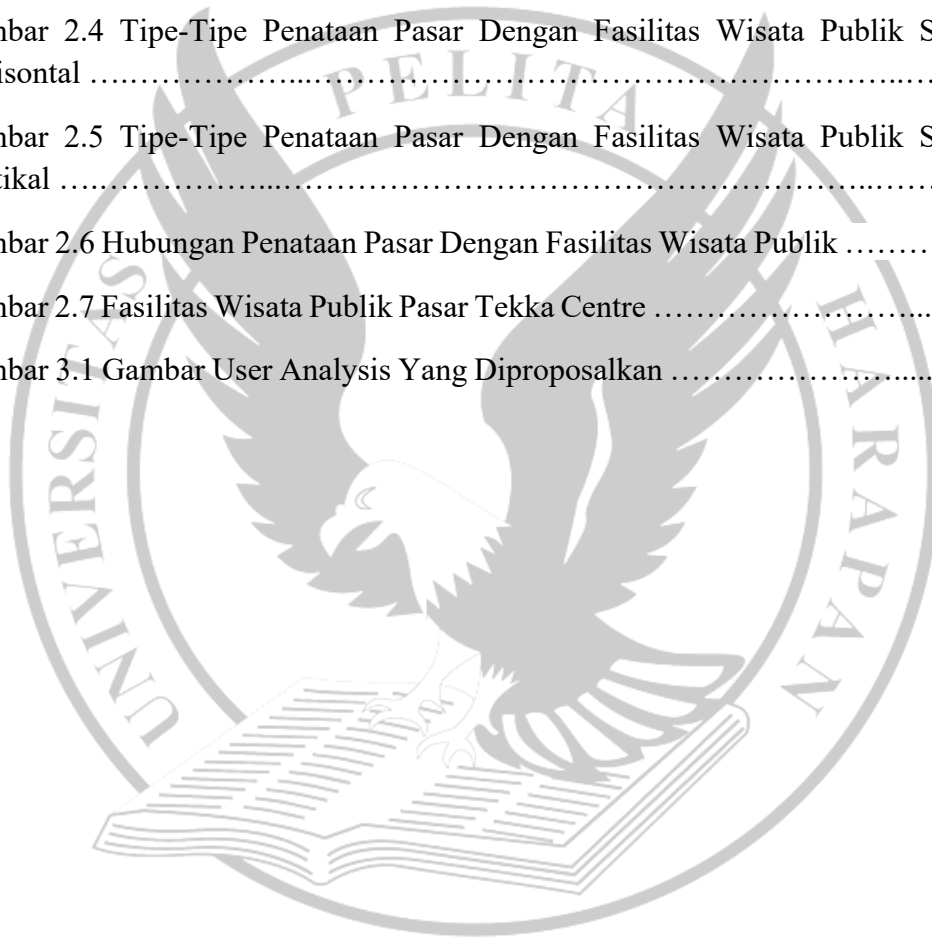 mbar 2.4 Tipe-Tipe Penataan Pasar Dengan Fasilitas Wisata Publik S
isontal ….……………...…………………………………………………..…
mbar 2.5 Tipe-Tipe Penataan Pasar Dengan Fasilitas Wisata Publik S
tikal …..……………...…………………………………………………..……
mbar 2.6 Hubungan Penataan Pasar Dengan Fasilitas Wisata Publik ………
mbar 2.7 Fasilitas Wisata Publik Pasar Tekka Centre ……………………...
mbar 3.1 Gambar User Analysis Yang Diproposalkan ………………….....
UNIVERSITAS PELITA HARAPAN